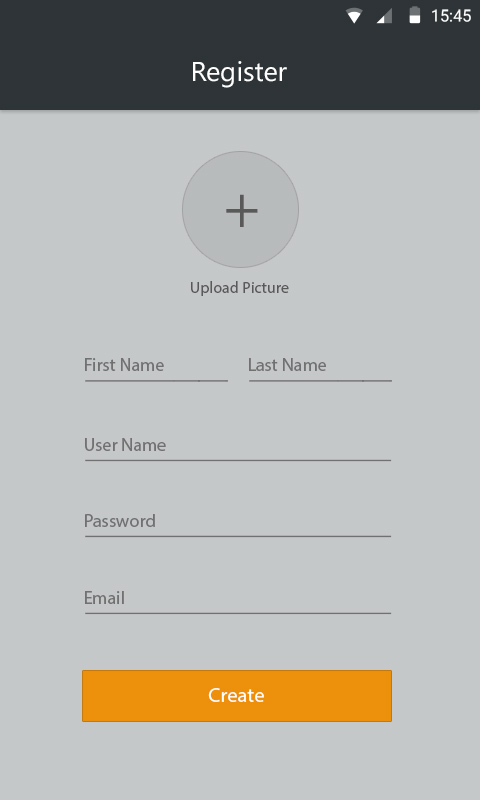 15:45
Register
Upload Picture
First Name Last Name
User Name
Password
Email
Create